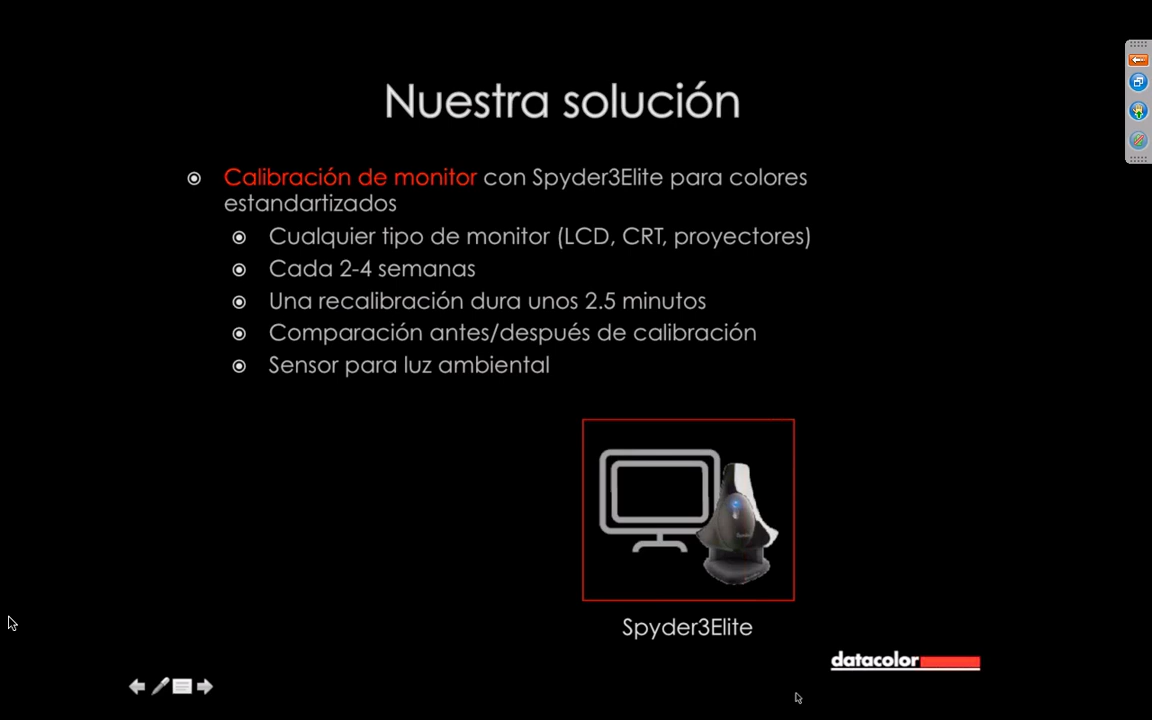 Nuestra solución
Calibración de monitor con Spyder3Elite para colores
estandartizados
Cualquier tipo de monitor (LCD, CRT, proyectores)
Cada 2-4 semanas
Una recalibración dura unos 2.5 minutos
Comparación antes/después de calibración
Sensor para luz ambiental
Spyder3Elite
datacolor